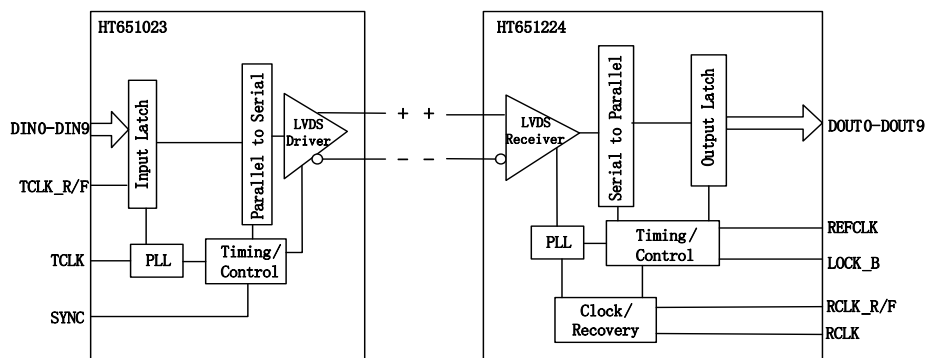 HT651023
DIN0-DIN9
TCLK_R/F
TCLK
SYNC
Input Latch
Parallel to Serial
LVDS
Driver
PLL
Timing/
Control
+ +
- -
HT651224
LVDS
Receiver
Serial to Parallel
Output Latch
PLL
Timing/
Control
Clock/
Recovery
DOUT0-DOUT9
REFCLK
LOCK_B
RCLK_R/F
RCLK